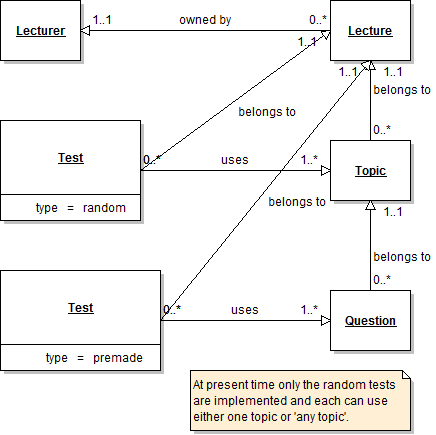 1..1 owned by 0..*
Lecturer
Lecture
1..1
1..1 1..1
belongs to
belongs to
0..*
Test
0..* uses 1..*
Topic
type = random
belongs to
1..1
belongs to
0..*
Test
0..* uses 1..*
Question
type = premade
At present time only the random tests
are implemented and each can use
either one topic or 'any topic'.